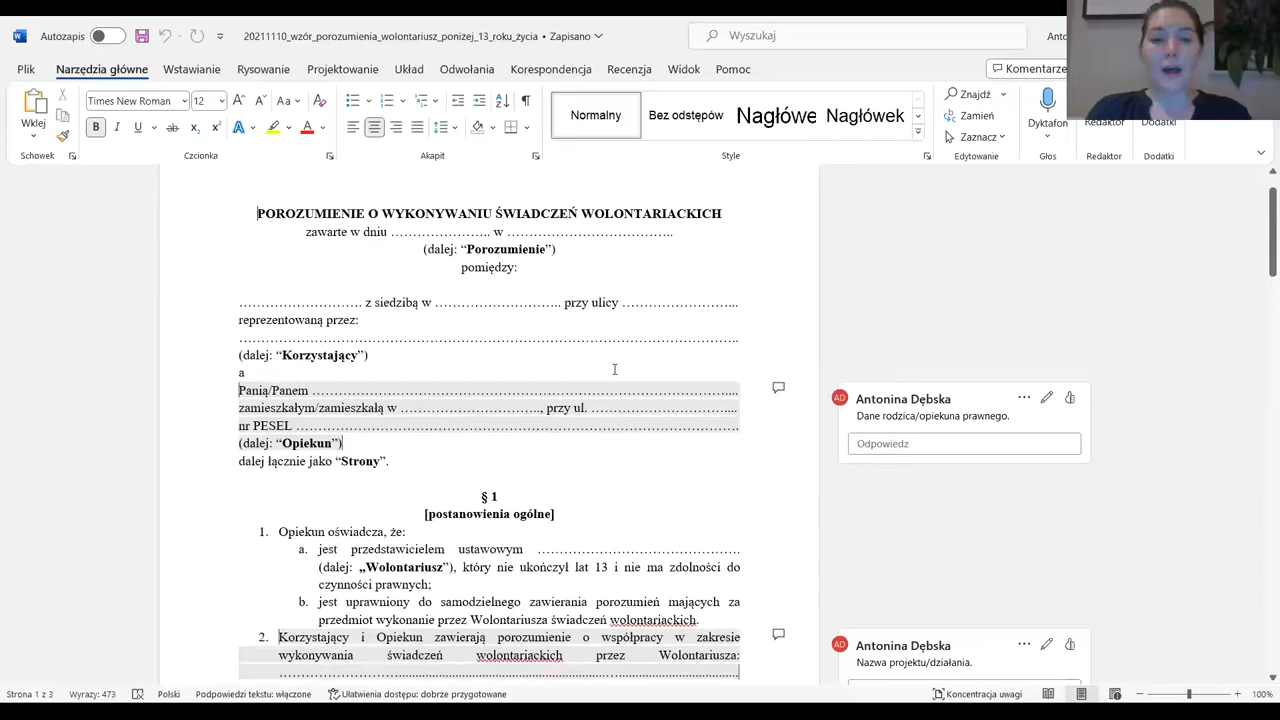 Autozapis
20211110_wzór_porozumienia_wolontariusz_poniżej_13_roku_życia • Zapisano
Wyszukaj
Plik Narzędzia główne Wstawianie Rysowanie Projektowanie Układ Odwołania Korespondencja Recenzja Widok Pomoc
Komentarze
Wklej
Times New Roman 12
Normalny Bez odstępów Nagłówe Nagłówek
Znajdź
Zamień
Zaznacz
Dyktafon
Redaktor
Dodatki
Schowek Czcionka Akapit Style Edytowanie Głos Redaktor Dodatki
POROZUMIENIE O WYKONYWANIU ŚWIADCZEŃ WOLONTARIACKICH
zawarte w dniu ………………….. w ……………………………..
(dalej: “Porozumienie”)
pomiędzy:
………………………. z siedzibą w ……………………….. przy ulicy ……………………...
reprezentowaną przez:
…………………………………………………………………………………………………..
(dalej: “Korzystający”)
a
Panią/Panem …………………………………………………………………………………....
zamieszkałym/zamieszkałą w ………………………….., przy ul. …………………………....
nr PESEL ………………………………………………………………………………………
(dalej: “Opiekun”)
dalej łącznie jako “Strony”.
§ 1
[postanowienia ogólne]
1. Opiekun oświadcza, że:
a. jest przedstawicielem ustawowym ……………………………………….
(dalej: „Wolontariusz”), który nie ukończył lat 13 i nie ma zdolności do
czynności prawnych;
b. jest uprawniony do samodzielnego zawierania porozumień mających za
przedmiot wykonanie przez Wolontariusza świadczeń wolontariackich.
2. Korzystający i Opiekun zawierają porozumienie o współpracy w zakresie
wykonywania świadczeń wolontariackich przez Wolontariusza:
………………………...........................................................................................
AD Antonina Dębska
Dane rodzica/opiekuna prawnego.
Odpowiedz
AD Antonina Dębska
Nazwa projektu/działania.
Strona 1 z 3 Wyrazy: 473 Polski Podpowiedzi tekstu: włączone Ułatwienia dostępu: dobrze przygotowane Koncentracja uwagi 100%